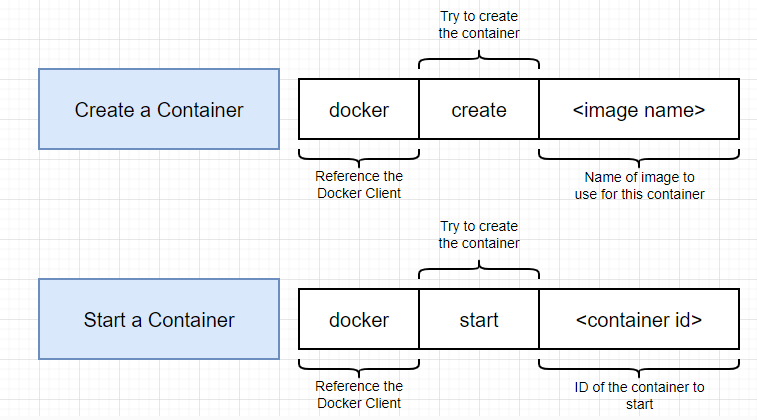 Try to create
the container
Create a Container
docker
create
<image name>
Reference the
Docker Client
Name of image to
use for this container
Try to create
the container
Start a Container
docker
start
<container id>
Reference the
Docker Client
ID of the container to
start